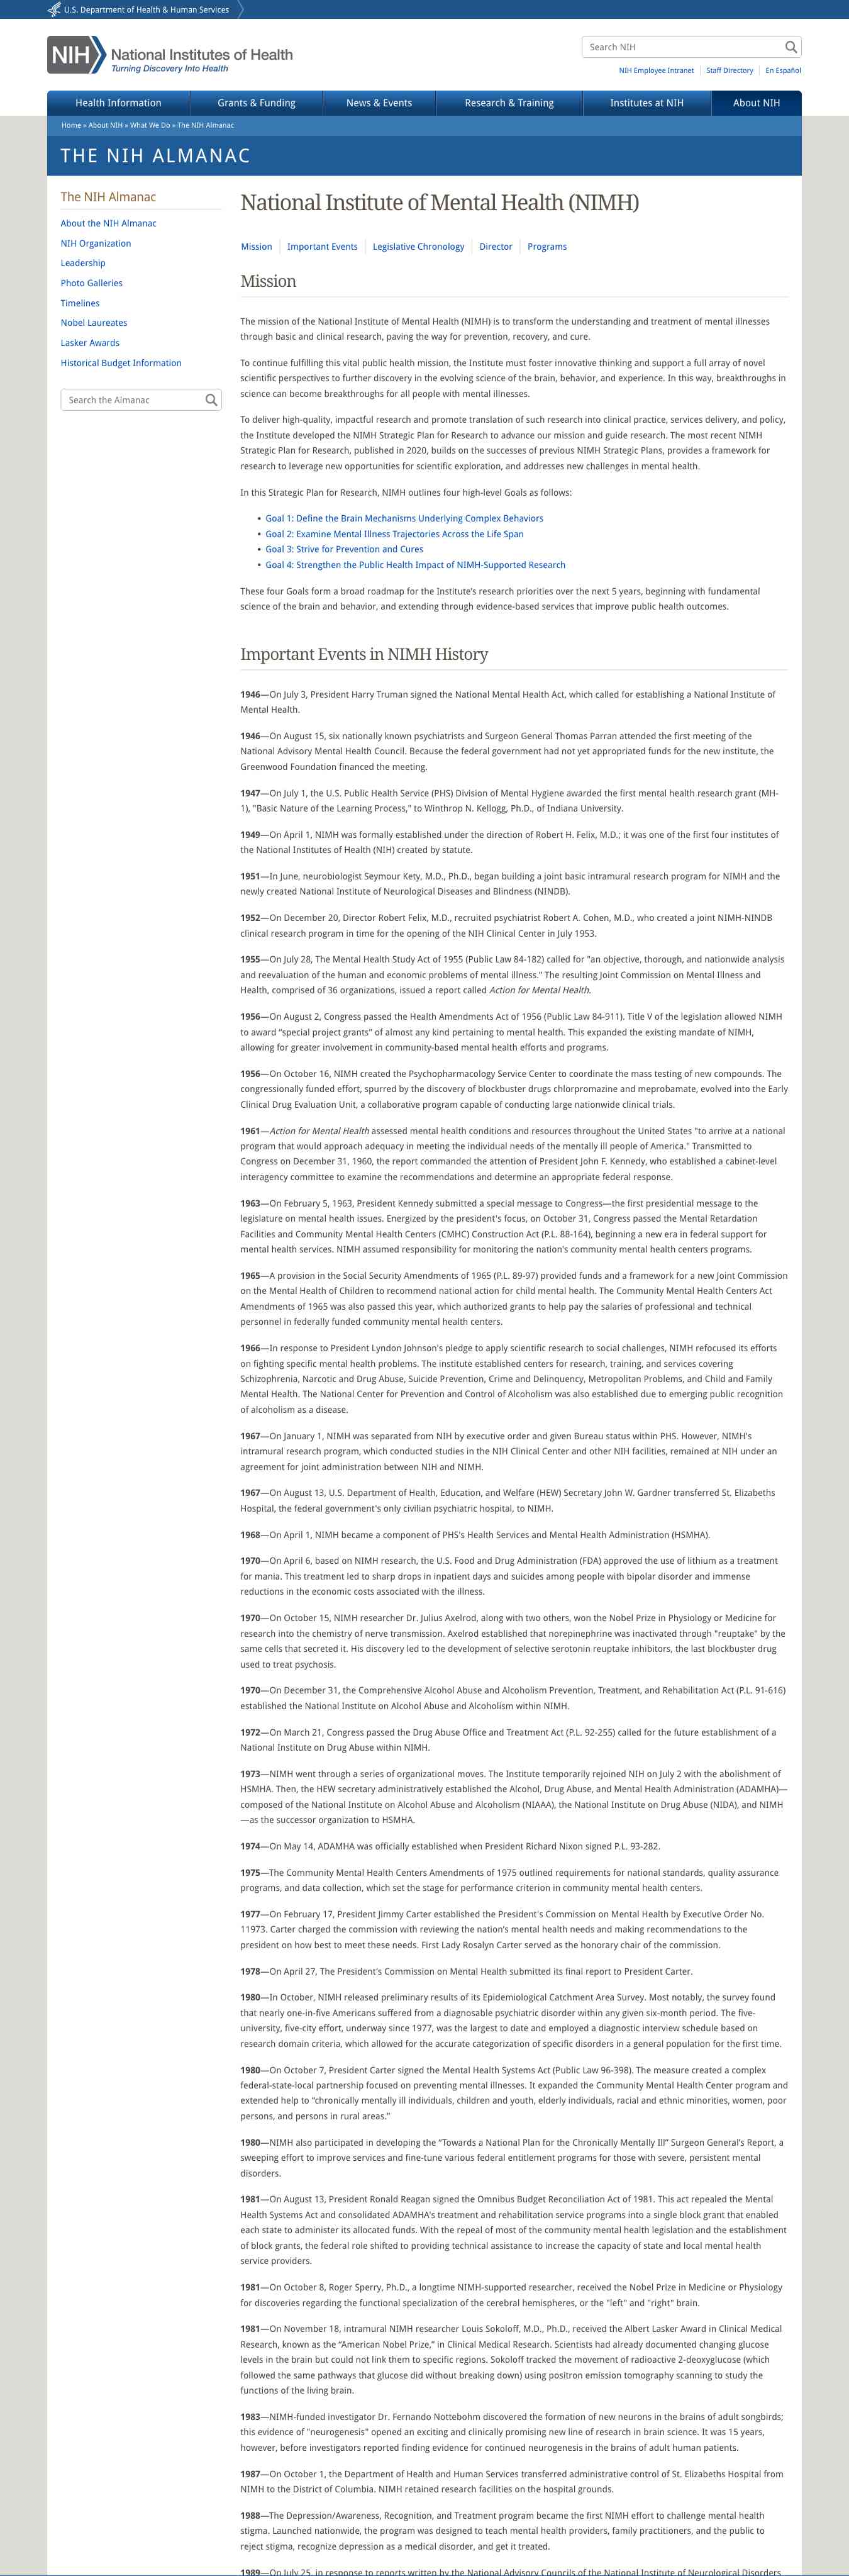 U.S. Department of Health & Human Services
NIH National Institutes of Health
Turning Discovery Into Health
Search NIH
NIH Employee Intranet Staff Directory En Español
Health Information Grants & Funding News & Events Research & Training Institutes at NIH About NIH
Home » About NIH » What We Do » The NIH Almanac
THE NIH ALMANAC
The NIH Almanac
About the NIH Almanac
NIH Organization
Leadership
Photo Galleries
Timelines
Nobel Laureates
Lasker Awards
Historical Budget Information
Search the Almanac
National Institute of Mental Health (NIMH)
Mission Important Events Legislative Chronology Director Programs
Mission
The mission of the National Institute of Mental Health (NIMH) is to transform the understanding and treatment of mental illnesses
through basic and clinical research, paving the way for prevention, recovery, and cure.
To continue fulfilling this vital public health mission, the Institute must foster innovative thinking and support a full array of novel
scientific perspectives to further discovery in the evolving science of the brain, behavior, and experience. In this way, breakthroughs in
science can become breakthroughs for all people with mental illnesses.
To deliver high-quality, impactful research and promote translation of such research into clinical practice, services delivery, and policy,
the Institute developed the NIMH Strategic Plan for Research to advance our mission and guide research. The most recent NIMH
Strategic Plan for Research, published in 2020, builds on the successes of previous NIMH Strategic Plans, provides a framework for
research to leverage new opportunities for scientific exploration, and addresses new challenges in mental health.
In this Strategic Plan for Research, NIMH outlines four high-level Goals as follows:
• Goal 1: Define the Brain Mechanisms Underlying Complex Behaviors
• Goal 2: Examine Mental Illness Trajectories Across the Life Span
• Goal 3: Strive for Prevention and Cures
• Goal 4: Strengthen the Public Health Impact of NIMH-Supported Research
These four Goals form a broad roadmap for the Institute's research priorities over the next 5 years, beginning with fundamental
science of the brain and behavior, and extending through evidence-based services that improve public health outcomes.
Important Events in NIMH History
1946—On July 3, President Harry Truman signed the National Mental Health Act, which called for establishing a National Institute of
Mental Health.
1946—On August 15, six nationally known psychiatrists and Surgeon General Thomas Parran attended the first meeting of the
National Advisory Mental Health Council. Because the federal government had not yet appropriated funds for the new institute, the
Greenwood Foundation financed the meeting.
1947—On July 1, the U.S. Public Health Service (PHS) Division of Mental Hygiene awarded the first mental health research grant (MH-
1), "Basic Nature of the Learning Process," to Winthrop N. Kellogg, Ph.D., of Indiana University.
1949—On April 1, NIMH was formally established under the direction of Robert H. Felix, M.D.; it was one of the first four institutes of
the National Institutes of Health (NIH) created by statute.
1951—In June, neurobiologist Seymour Kety, M.D., Ph.D., began building a joint basic intramural research program for NIMH and the
newly created National Institute of Neurological Diseases and Blindness (NINDB).
1952—On December 20, Director Robert Felix, M.D., recruited psychiatrist Robert A. Cohen, M.D., who created a joint NIMH-NINDB
clinical research program in time for the opening of the NIH Clinical Center in July 1953.
1955—On July 28, The Mental Health Study Act of 1955 (Public Law 84-182) called for "an objective, thorough, and nationwide analysis
and reevaluation of the human and economic problems of mental illness." The resulting Joint Commission on Mental Illness and
Health, comprised of 36 organizations, issued a report called Action for Mental Health.
1956—On August 2, Congress passed the Health Amendments Act of 1956 (Public Law 84-911). Title V of the legislation allowed NIMH
to award “special project grants” of almost any kind pertaining to mental health. This expanded the existing mandate of NIMH,
allowing for greater involvement in community-based mental health efforts and programs.
1956—On October 16, NIMH created the Psychopharmacology Service Center to coordinate the mass testing of new compounds. The
congressionally funded effort, spurred by the discovery of blockbuster drugs chlorpromazine and meprobamate, evolved into the Early
Clinical Drug Evaluation Unit, a collaborative program capable of conducting large nationwide clinical trials.
1961—Action for Mental Health assessed mental health conditions and resources throughout the United States "to arrive at a national
program that would approach adequacy in meeting the individual needs of the mentally ill people of America." Transmitted to
Congress on December 31, 1960, the report commanded the attention of President John F. Kennedy, who established a cabinet-level
interagency committee to examine the recommendations and determine an appropriate federal response.
1963—On February 5, 1963, President Kennedy submitted a special message to Congress—the first presidential message to the
legislature on mental health issues. Energized by the president's focus, on October 31, Congress passed the Mental Retardation
Facilities and Community Mental Health Centers (CMHC) Construction Act (P.L. 88-164), beginning a new era in federal support for
mental health services. NIMH assumed responsibility for monitoring the nation's community mental health centers programs.
1965—A provision in the Social Security Amendments of 1965 (P.L. 89-97) provided funds and a framework for a new Joint Commission
on the Mental Health of Children to recommend national action for child mental health. The Community Mental Health Centers Act
Amendments of 1965 was also passed this year, which authorized grants to help pay the salaries of professional and technical
personnel in federally funded community mental health centers.
1966—In response to President Lyndon Johnson's pledge to apply scientific research to social challenges, NIMH refocused its efforts
on fighting specific mental health problems. The institute established centers for research, training, and services covering
Schizophrenia, Narcotic and Drug Abuse, Suicide Prevention, Crime and Delinquency, Metropolitan Problems, and Child and Family
Mental Health. The National Center for Prevention and Control of Alcoholism was also established due to emerging public recognition
of alcoholism as a disease.
1967—On January 1, NIMH was separated from NIH by executive order and given Bureau status within PHS. However, NIMH's
intramural research program, which conducted studies in the NIH Clinical Center and other NIH facilities, remained at NIH under an
agreement for joint administration between NIH and NIMH.
1967—On August 13, U.S. Department of Health, Education, and Welfare (HEW) Secretary John W. Gardner transferred St. Elizabeths
Hospital, the federal government's only civilian psychiatric hospital, to NIMH.
1968—On April 1, NIMH became a component of PHS's Health Services and Mental Health Administration (HSMHA).
1970—On April 6, based on NIMH research, the U.S. Food and Drug Administration (FDA) approved the use of lithium as a treatment
for mania. This treatment led to sharp drops in inpatient days and suicides among people with bipolar disorder and immense
reductions in the economic costs associated with the illness.
1970—On October 15, NIMH researcher Dr. Julius Axelrod, along with two others, won the Nobel Prize in Physiology or Medicine for
research into the chemistry of nerve transmission. Axelrod established that norepinephrine was inactivated through "reuptake" by the
same cells that secreted it. His discovery led to the development of selective serotonin reuptake inhibitors, the last blockbuster drug
used to treat psychosis.
1970—On December 31, the Comprehensive Alcohol Abuse and Alcoholism Prevention, Treatment, and Rehabilitation Act (P.L. 91-616)
established the National Institute on Alcohol Abuse and Alcoholism within NIMH.
1972—On March 21, Congress passed the Drug Abuse Office and Treatment Act (P.L. 92-255) called for the future establishment of a
National Institute on Drug Abuse within NIMH.
1973—NIMH went through a series of organizational moves. The Institute temporarily rejoined NIH on July 2 with the abolishment of
HSMHA. Then, the HEW secretary administratively established the Alcohol, Drug Abuse, and Mental Health Administration (ADAMHA)—
composed of the National Institute on Alcohol Abuse and Alcoholism (NIAAA), the National Institute on Drug Abuse (NIDA), and NIMH
—as the successor organization to HSMHA.
1974—On May 14, ADAMHA was officially established when President Richard Nixon signed P.L. 93-282.
1975—The Community Mental Health Centers Amendments of 1975 outlined requirements for national standards, quality assurance
programs, and data collection, which set the stage for performance criterion in community mental health centers.
1977—On February 17, President Jimmy Carter established the President's Commission on Mental Health by Executive Order No.
11973. Carter charged the commission with reviewing the nation's mental health needs and making recommendations to the
president on how best to meet these needs. First Lady Rosalyn Carter served as the honorary chair of the commission.
1978—On April 27, The President's Commission on Mental Health submitted its final report to President Carter.
1980—In October, NIMH released preliminary results of its Epidemiological Catchment Area Survey. Most notably, the survey found
that nearly one-in-five Americans suffered from a diagnosable psychiatric disorder within any given six-month period. The five-
university, five-city effort, underway since 1977, was the largest to date and employed a diagnostic interview schedule based on
research domain criteria, which allowed for the accurate categorization of specific disorders in a general population for the first time.
1980—On October 7, President Carter signed the Mental Health Systems Act (Public Law 96-398). The measure created a complex
federal-state-local partnership focused on preventing mental illnesses. It expanded the Community Mental Health Center program and
extended help to “chronically mentally ill individuals, children and youth, elderly individuals, racial and ethnic minorities, women, poor
persons, and persons in rural areas.”
1980—NIMH also participated in developing the “Towards a National Plan for the Chronically Mentally Ill” Surgeon General’s Report, a
sweeping effort to improve services and fine-tune various federal entitlement programs for those with severe, persistent mental
disorders.
1981—On August 13, President Ronald Reagan signed the Omnibus Budget Reconciliation Act of 1981. This act repealed the Mental
Health Systems Act and consolidated ADAMHA's treatment and rehabilitation service programs into a single block grant that enabled
each state to administer its allocated funds. With the repeal of most of the community mental health legislation and the establishment
of block grants, the federal role shifted to providing technical assistance to increase the capacity of state and local mental health
service providers.
1981—On October 8, Roger Sperry, Ph.D., a longtime NIMH-supported researcher, received the Nobel Prize in Medicine or Physiology
for discoveries regarding the functional specialization of the cerebral hemispheres, or the "left" and "right" brain.
1981—On November 18, intramural NIMH researcher Louis Sokoloff, M.D., Ph.D., received the Albert Lasker Award in Clinical Medical
Research, known as the “American Nobel Prize,” in Clinical Medical Research. Scientists had already documented changing glucose
levels in the brain but could not link them to specific regions. Sokoloff tracked the movement of radioactive 2-deoxyglucose (which
followed the same pathways that glucose did without breaking down) using positron emission tomography scanning to study the
functions of the living brain.
1983—NIMH-funded investigator Dr. Fernando Nottebohm discovered the formation of new neurons in the brains of adult songbirds;
this evidence of "neurogenesis" opened an exciting and clinically promising new line of research in brain science. It was 15 years,
however, before investigators reported finding evidence for continued neurogenesis in the brains of adult human patients.
1987—On October 1, the Department of Health and Human Services transferred administrative control of St. Elizabeths Hospital from
NIMH to the District of Columbia. NIMH retained research facilities on the hospital grounds.
1988—The Depression/Awareness, Recognition, and Treatment program became the first NIMH effort to challenge mental health
stigma. Launched nationwide, the program was designed to teach mental health providers, family practitioners, and the public to
reject stigma, recognize depression as a medical disorder, and get it treated.
1989—On July 25, in response to reports written by the National Advisory Councils of the National Institute of Neurological Disorders